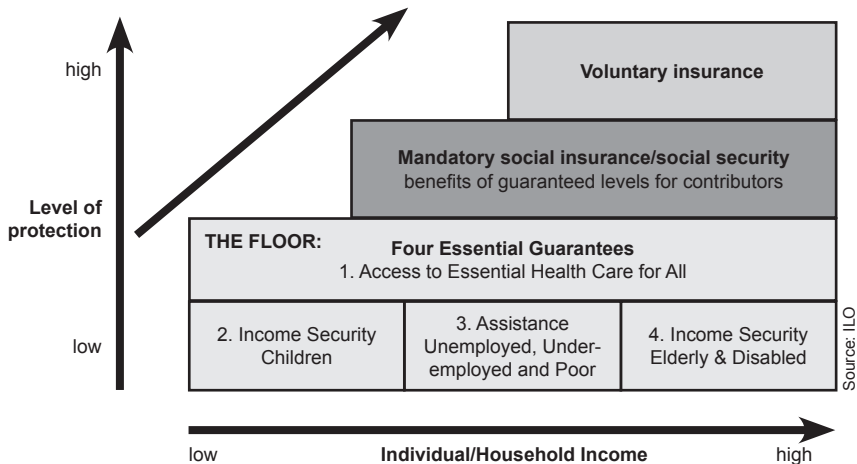 high
Voluntary insurance
Mandatory social insurance/social security
benefits of guaranteed levels for contributors
Level of
protection
THE FLOOR:
Four Essential Guarantees
1. Access to Essential Health Care for All
low
2. Income Security
Children
3. Assistance
Unemployed, Under-
employed and Poor
4. Income Security
Elderly & Disabled
Source: ILO
low
Individual/Household Income
high